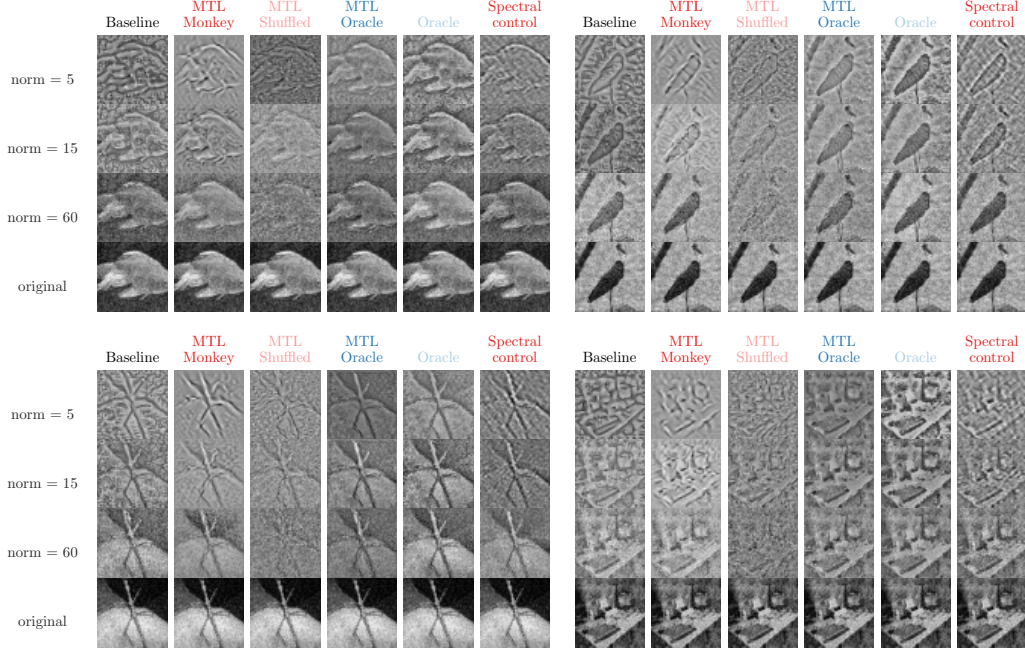 Baseline MTL Monkey MTL Shuffled MTL Oracle Oracle Spectral control Baseline MTL Monkey MTL Shuffled MTL Oracle Oracle Spectral control
norm = 5
norm = 15
norm = 60
original
Baseline MTL Monkey MTL Shuffled MTL Oracle Oracle Spectral control Baseline MTL Monkey MTL Shuffled MTL Oracle Oracle Spectral control
norm = 5
norm = 15
norm = 60
original